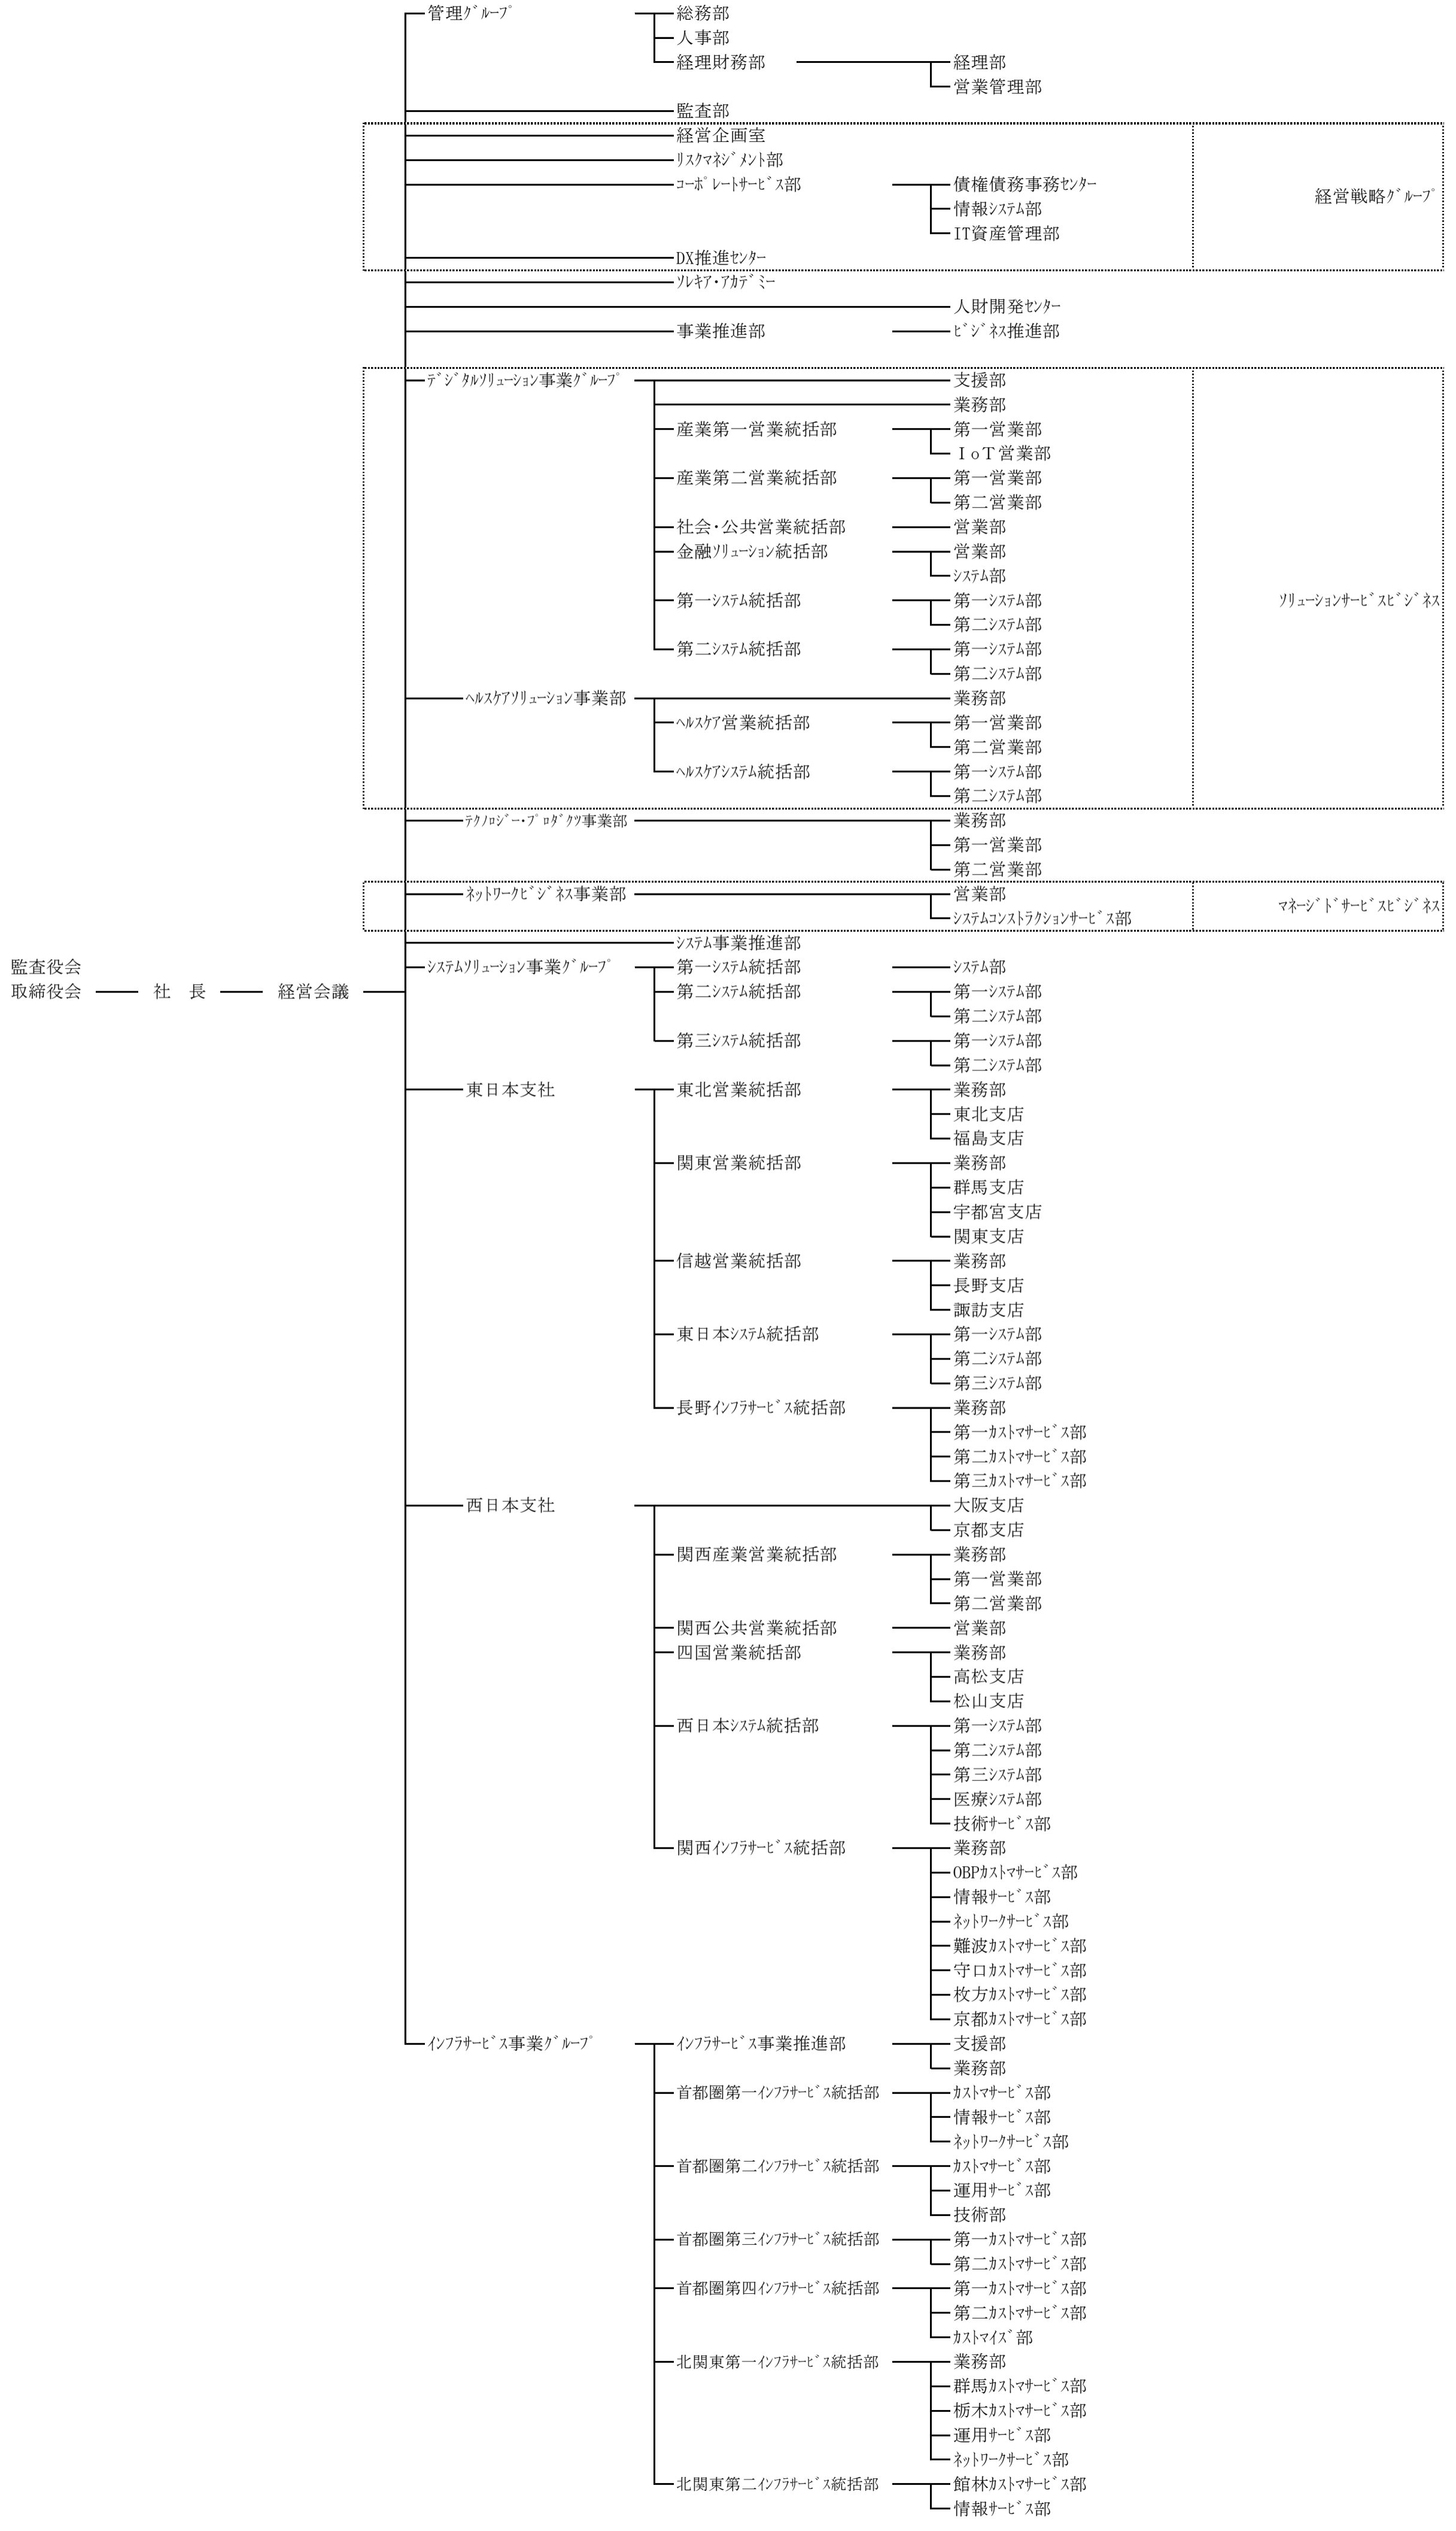 管理ｸﾞﾙｰﾌﾟ 総務部
人事部
経理財務部 経理部
営業管理部
監査部
経営企画室
ﾘｽｸﾏﾈｼﾞﾒﾝﾄ部
ｺｰﾎﾟﾚｰﾄｻｰﾋﾞｽ部 債権債務事務ｾﾝﾀｰ
経営戦略ｸﾞﾙｰﾌﾟ
情報ｼｽﾃﾑ部
IT資産管理部
DX推進ｾﾝﾀｰ
ｿﾚｷｱ・ｱｶﾃﾞﾐｰ
人財開発ｾﾝﾀｰ
事業推進部 ﾋﾞｼﾞﾈｽ推進部
ﾃﾞｼﾞﾀﾙｿﾘｭｰｼｮﾝ事業ｸﾞﾙｰﾌﾟ 支援部
業務部
産業第一営業統括部 第一営業部
ＩｏＴ営業部
産業第二営業統括部 第一営業部
第二営業部
社会・公共営業統括部 営業部
金融ｿﾘｭｰｼｮﾝ統括部 営業部
ｼｽﾃﾑ部
第一ｼｽﾃﾑ統括部 第一ｼｽﾃﾑ部 ｿﾘｭｰｼｮﾝｻｰﾋﾞｽﾋﾞｼﾞﾈｽ
第二ｼｽﾃﾑ部
第二ｼｽﾃﾑ統括部 第一ｼｽﾃﾑ部
第二ｼｽﾃﾑ部
ﾍﾙｽｹｱｿﾘｭｰｼｮﾝ事業部 業務部
ﾍﾙｽｹｱ営業統括部 第一営業部
第二営業部
ﾍﾙｽｹｱｼｽﾃﾑ統括部 第一ｼｽﾃﾑ部
第二ｼｽﾃﾑ部
ﾃｸﾉﾛｼﾞｰ・ﾌﾟﾛﾀﾞｸﾂ事業部 業務部
第一営業部
第二営業部
ﾈｯﾄﾜｰｸﾋﾞｼﾞﾈｽ事業部 営業部
ﾏﾈｰｼﾞﾄﾞｻｰﾋﾞｽﾋﾞｼﾞﾈｽ
ｼｽﾃﾑｺﾝｽﾄﾗｸｼｮﾝｻｰﾋﾞｽ部
ｼｽﾃﾑ事業推進部
監査役会 ｼｽﾃﾑｿﾘｭｰｼｮﾝ事業ｸﾞﾙｰﾌﾟ 第一ｼｽﾃﾑ統括部 ｼｽﾃﾑ部
取締役会 社　長 経営会議 第二ｼｽﾃﾑ統括部 第一ｼｽﾃﾑ部
第二ｼｽﾃﾑ部
第三ｼｽﾃﾑ統括部 第一ｼｽﾃﾑ部
第二ｼｽﾃﾑ部
東日本支社 東北営業統括部 業務部
東北支店
福島支店
関東営業統括部 業務部
群馬支店
宇都宮支店
関東支店
信越営業統括部 業務部
長野支店
諏訪支店
東日本ｼｽﾃﾑ統括部 第一ｼｽﾃﾑ部
第二ｼｽﾃﾑ部
第三ｼｽﾃﾑ部
長野ｲﾝﾌﾗｻｰﾋﾞｽ統括部 業務部
第一ｶｽﾄﾏｻｰﾋﾞｽ部
第二ｶｽﾄﾏｻｰﾋﾞｽ部
第三ｶｽﾄﾏｻｰﾋﾞｽ部
西日本支社 大阪支店
京都支店
関西産業営業統括部 業務部
第一営業部
第二営業部
関西公共営業統括部 営業部
四国営業統括部 業務部
高松支店
松山支店
西日本ｼｽﾃﾑ統括部 第一ｼｽﾃﾑ部
第二ｼｽﾃﾑ部
第三ｼｽﾃﾑ部
医療ｼｽﾃﾑ部
技術ｻｰﾋﾞｽ部
関西ｲﾝﾌﾗｻｰﾋﾞｽ統括部 業務部
OBPｶｽﾄﾏｻｰﾋﾞｽ部
情報ｻｰﾋﾞｽ部
ﾈｯﾄﾜｰｸｻｰﾋﾞｽ部
難波ｶｽﾄﾏｻｰﾋﾞｽ部
守口ｶｽﾄﾏｻｰﾋﾞｽ部
枚方ｶｽﾄﾏｻｰﾋﾞｽ部
京都ｶｽﾄﾏｻｰﾋﾞｽ部
ｲﾝﾌﾗｻｰﾋﾞｽ事業ｸﾞﾙｰﾌﾟ ｲﾝﾌﾗｻｰﾋﾞｽ事業推進部 支援部
業務部
首都圏第一ｲﾝﾌﾗｻｰﾋﾞｽ統括部 ｶｽﾄﾏｻｰﾋﾞｽ部
情報ｻｰﾋﾞｽ部
ﾈｯﾄﾜｰｸｻｰﾋﾞｽ部
首都圏第二ｲﾝﾌﾗｻｰﾋﾞｽ統括部 ｶｽﾄﾏｻｰﾋﾞｽ部
運用ｻｰﾋﾞｽ部
技術部
首都圏第三ｲﾝﾌﾗｻｰﾋﾞｽ統括部 第一ｶｽﾄﾏｻｰﾋﾞｽ部
第二ｶｽﾄﾏｻｰﾋﾞｽ部
首都圏第四ｲﾝﾌﾗｻｰﾋﾞｽ統括部 第一ｶｽﾄﾏｻｰﾋﾞｽ部
第二ｶｽﾄﾏｻｰﾋﾞｽ部
ｶｽﾄﾏｲｽﾞ部
北関東第一ｲﾝﾌﾗｻｰﾋﾞｽ統括部 業務部
群馬ｶｽﾄﾏｻｰﾋﾞｽ部
栃木ｶｽﾄﾏｻｰﾋﾞｽ部
運用ｻｰﾋﾞｽ部
ﾈｯﾄﾜｰｸｻｰﾋﾞｽ部
北関東第二ｲﾝﾌﾗｻｰﾋﾞｽ統括部 館林ｶｽﾄﾏｻｰﾋﾞｽ部
情報ｻｰﾋﾞｽ部